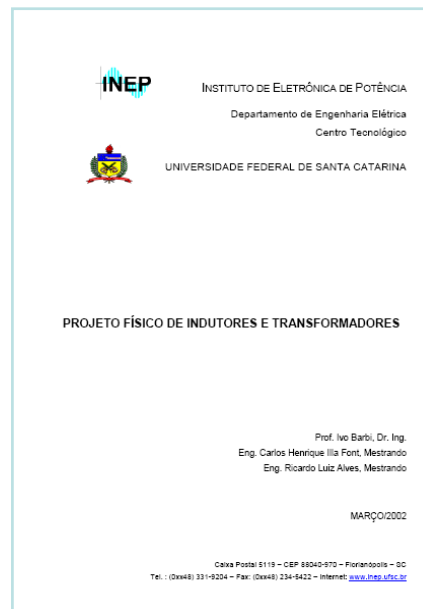 INEP
INSTITUTO DE ELETRÔNICA DE POTÊNCIA
Departamento de Engenharia Elétrica
Centro Tecnológico
UNIVERSIDADE FEDERAL DE SANTA CATARINA
PROJETO FÍSICO DE INDUTORES E TRANSFORMADORES
Prof. Ivo Barbi, Dr. Ing.
Eng. Carlos Henrique Illa Font, Mestrando
Eng. Ricardo Luiz Alves, Mestrando
MARÇO/2002
Caixa Postal 5119 – CEP 88040-970 – Florianópolis – SC
Tel. : (0xx48) 331-9204 – Fax: (0xx48) 234-5422 – Internet: www.inep.ufsc.br